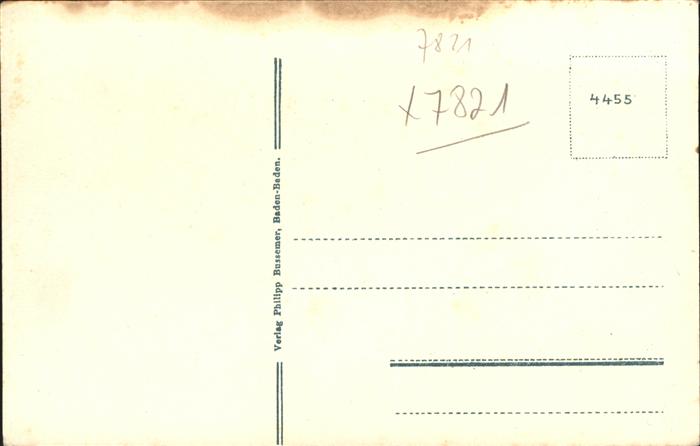 7821
x7821
4455
Verlag Philipp Bussemer, Baden-Baden.